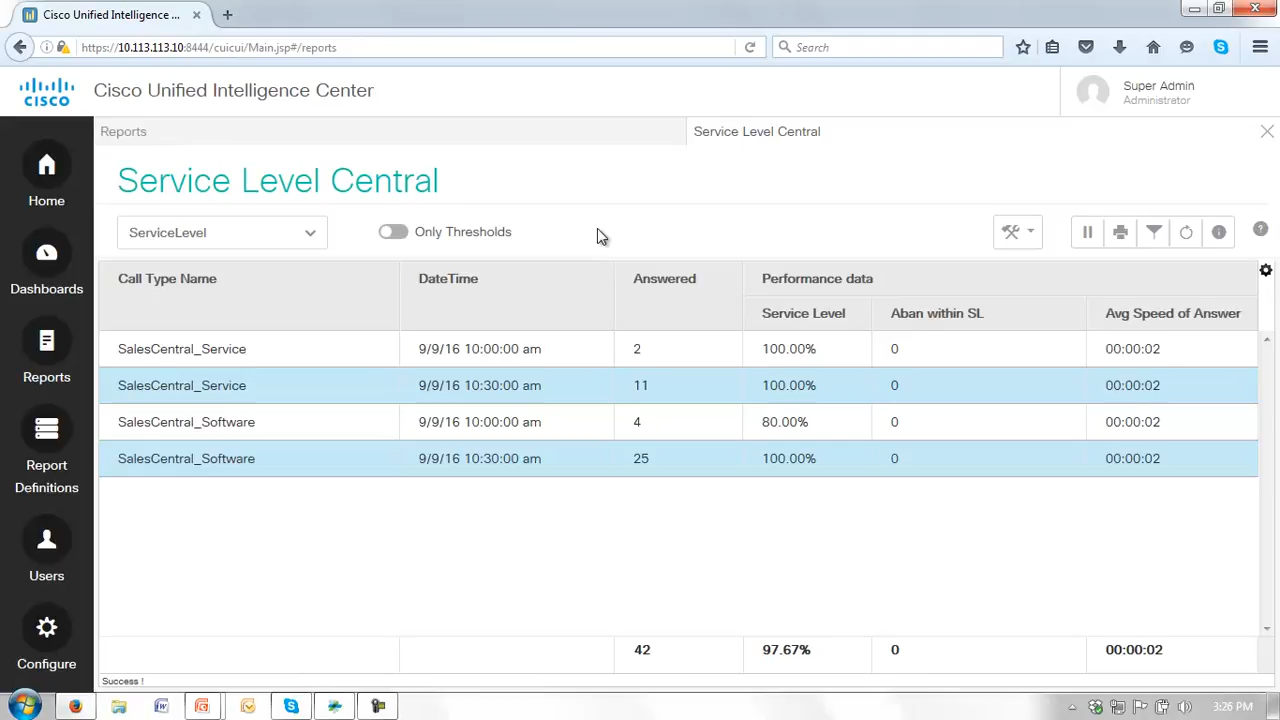 Cisco Unified Intelligence ...
https://10.113.113.10:8444/cuicui/Main.jsp#/reports
Search
CISCO
Cisco Unified Intelligence Center
Super Admin
Administrator
Reports
Service Level Central
Service Level Central
ServiceLevel
Only Thresholds
Home
Dashboards
Reports
Report
Definitions
Users
Configure
Call Type Name DateTime Answered Performance data
Service Level Aban within SL Avg Speed of Answer
SalesCentral_Service 9/9/16 10:00:00 am 2 100.00% 0 00:00:02
SalesCentral_Service 9/9/16 10:30:00 am 11 100.00% 0 00:00:02
SalesCentral_Software 9/9/16 10:00:00 am 4 80.00% 0 00:00:02
SalesCentral_Software 9/9/16 10:30:00 am 25 100.00% 0 00:00:02
42 97.67% 0 00:00:02
Success !
3:26 PM